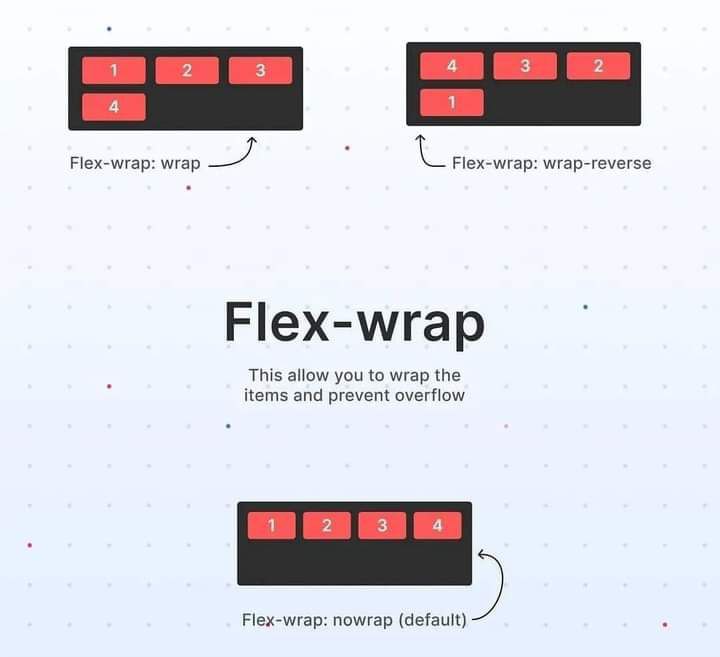 1 2 3
4
Flex-wrap: wrap
4 3 2
1
Flex-wrap: wrap-reverse
Flex-wrap
This allow you to wrap the
items and prevent overflow
1 2 3 4
Flex-wrap: nowrap (default)